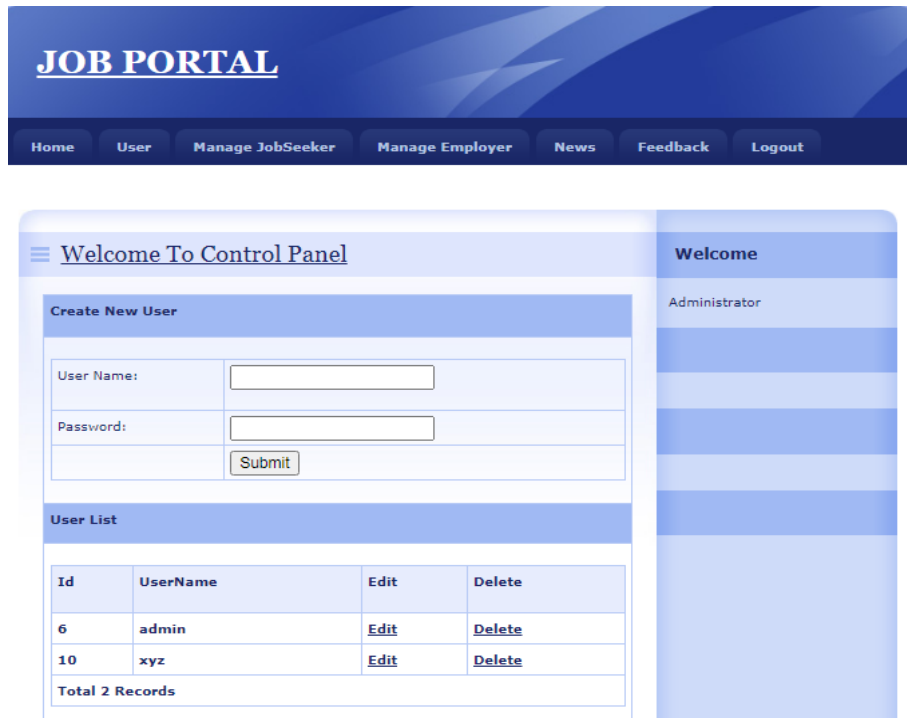 JOB PORTAL
Home User Manage JobSeeker Manage Employer News Feedback Logout
Welcome To Control Panel
Create New User
User Name:
Password:
Submit
User List
Id UserName Edit Delete
6 admin Edit Delete
10 xyz Edit Delete
Total 2 Records
Welcome
Administrator